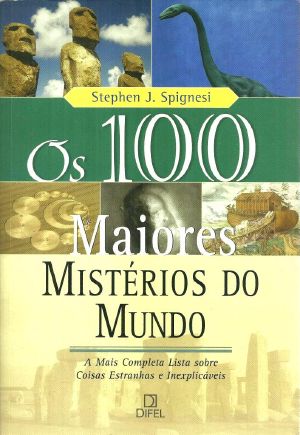 Stephen J. Spignesi
Os 100
Maiores
MISTÉRIOS DO
MUNDO
A Mais Completa Lista sobre
Coisas Estranhas e Inexplicáveis
DIFEL